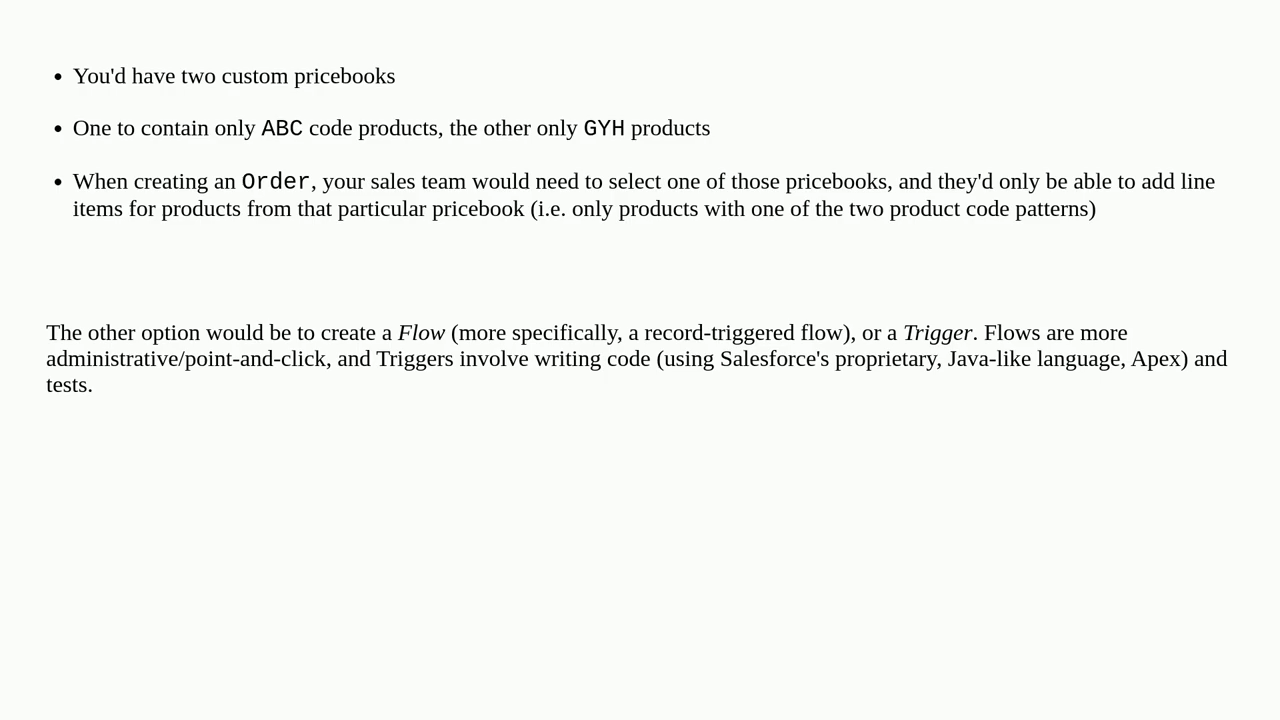 • You'd have two custom pricebooks
• One to contain only ABC code products, the other only GYH products
• When creating an Order, your sales team would need to select one of those pricebooks, and they'd only be able to add line
items for products from that particular pricebook (i.e. only products with one of the two product code patterns)
The other option would be to create a Flow (more specifically, a record-triggered flow), or a Trigger. Flows are more
administrative/point-and-click, and Triggers involve writing code (using Salesforce's proprietary, Java-like language, Apex) and
tests.